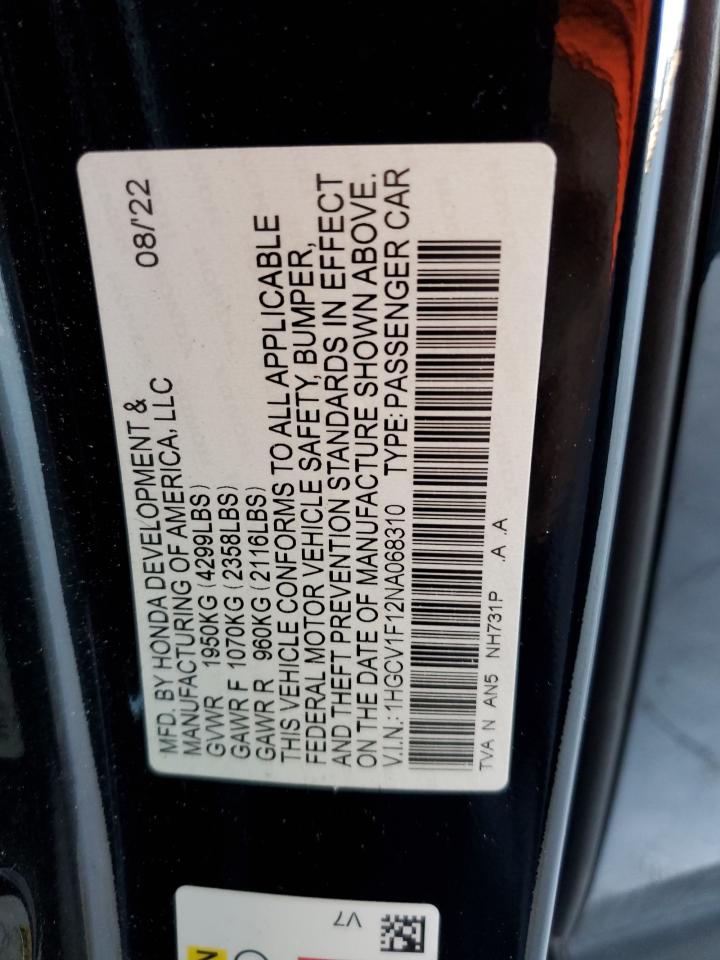 MFD. BY HONDA DEVELOPMENT & 08/'22
MANUFACTURING OF AMERICA, LLC
GVWR 1950KG (4299LBS)
GAWR F 1070KG (2358LBS)
GAWR R 960KG (2116LBS)
THIS VEHICLE CONFORMS TO ALL APPLICABLE
FEDERAL MOTOR VEHICLE SAFETY, BUMPER,
AND THEFT PREVENTION STANDARDS IN EFFECT
ON THE DATE OF MANUFACTURE SHOWN ABOVE.
V.I.N.: 1HGCV1F12NA068310 TYPE: PASSENGER CAR
TVA N AN5 NH731P .A .A
V7